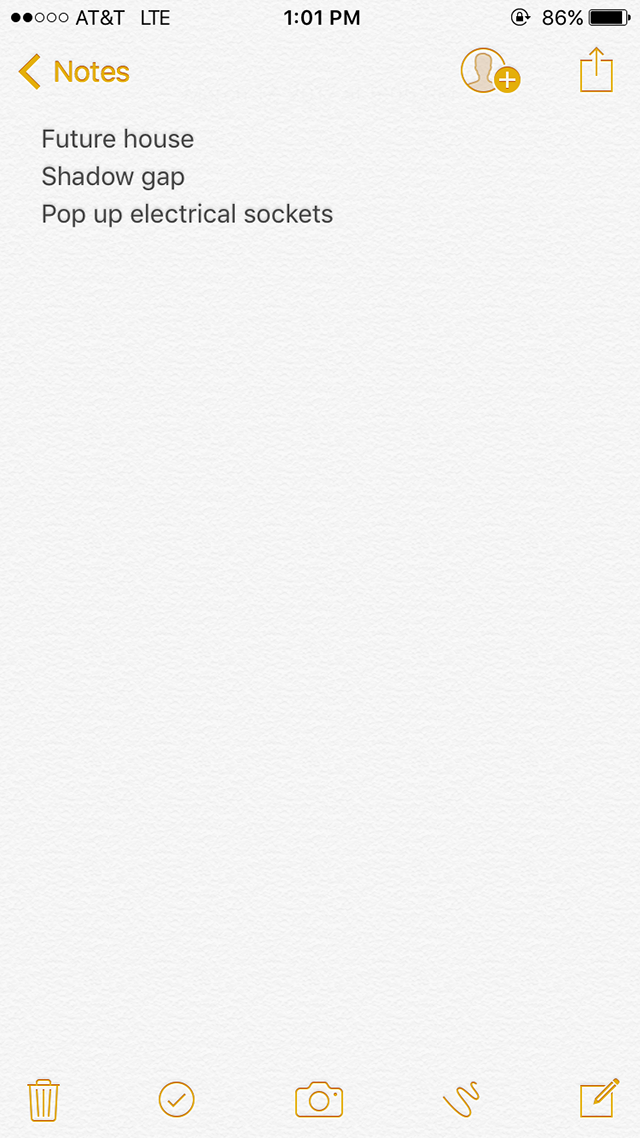 AT&T LTE 1:01 PM 86%
Notes
Future house
Shadow gap
Pop up electrical sockets